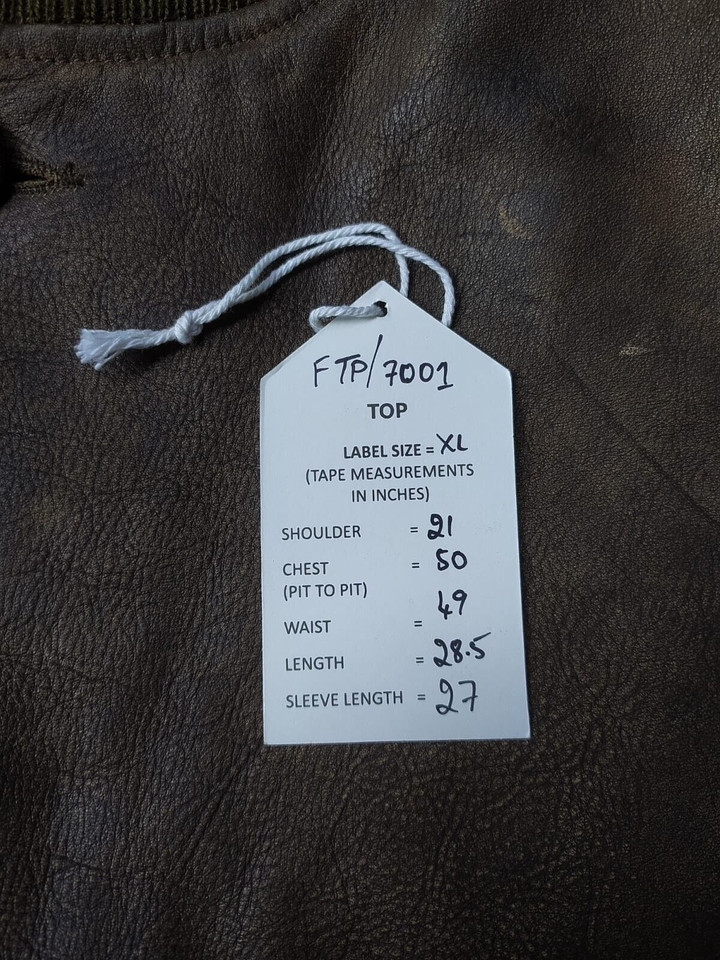 FTP/7001
TOP
LABEL SIZE = XL
(TAPE MEASUREMENTS
IN INCHES)
SHOULDER = 21
CHEST = 50
(PIT TO PIT)
WAIST = 49
LENGTH = 28.5
SLEEVE LENGTH = 27